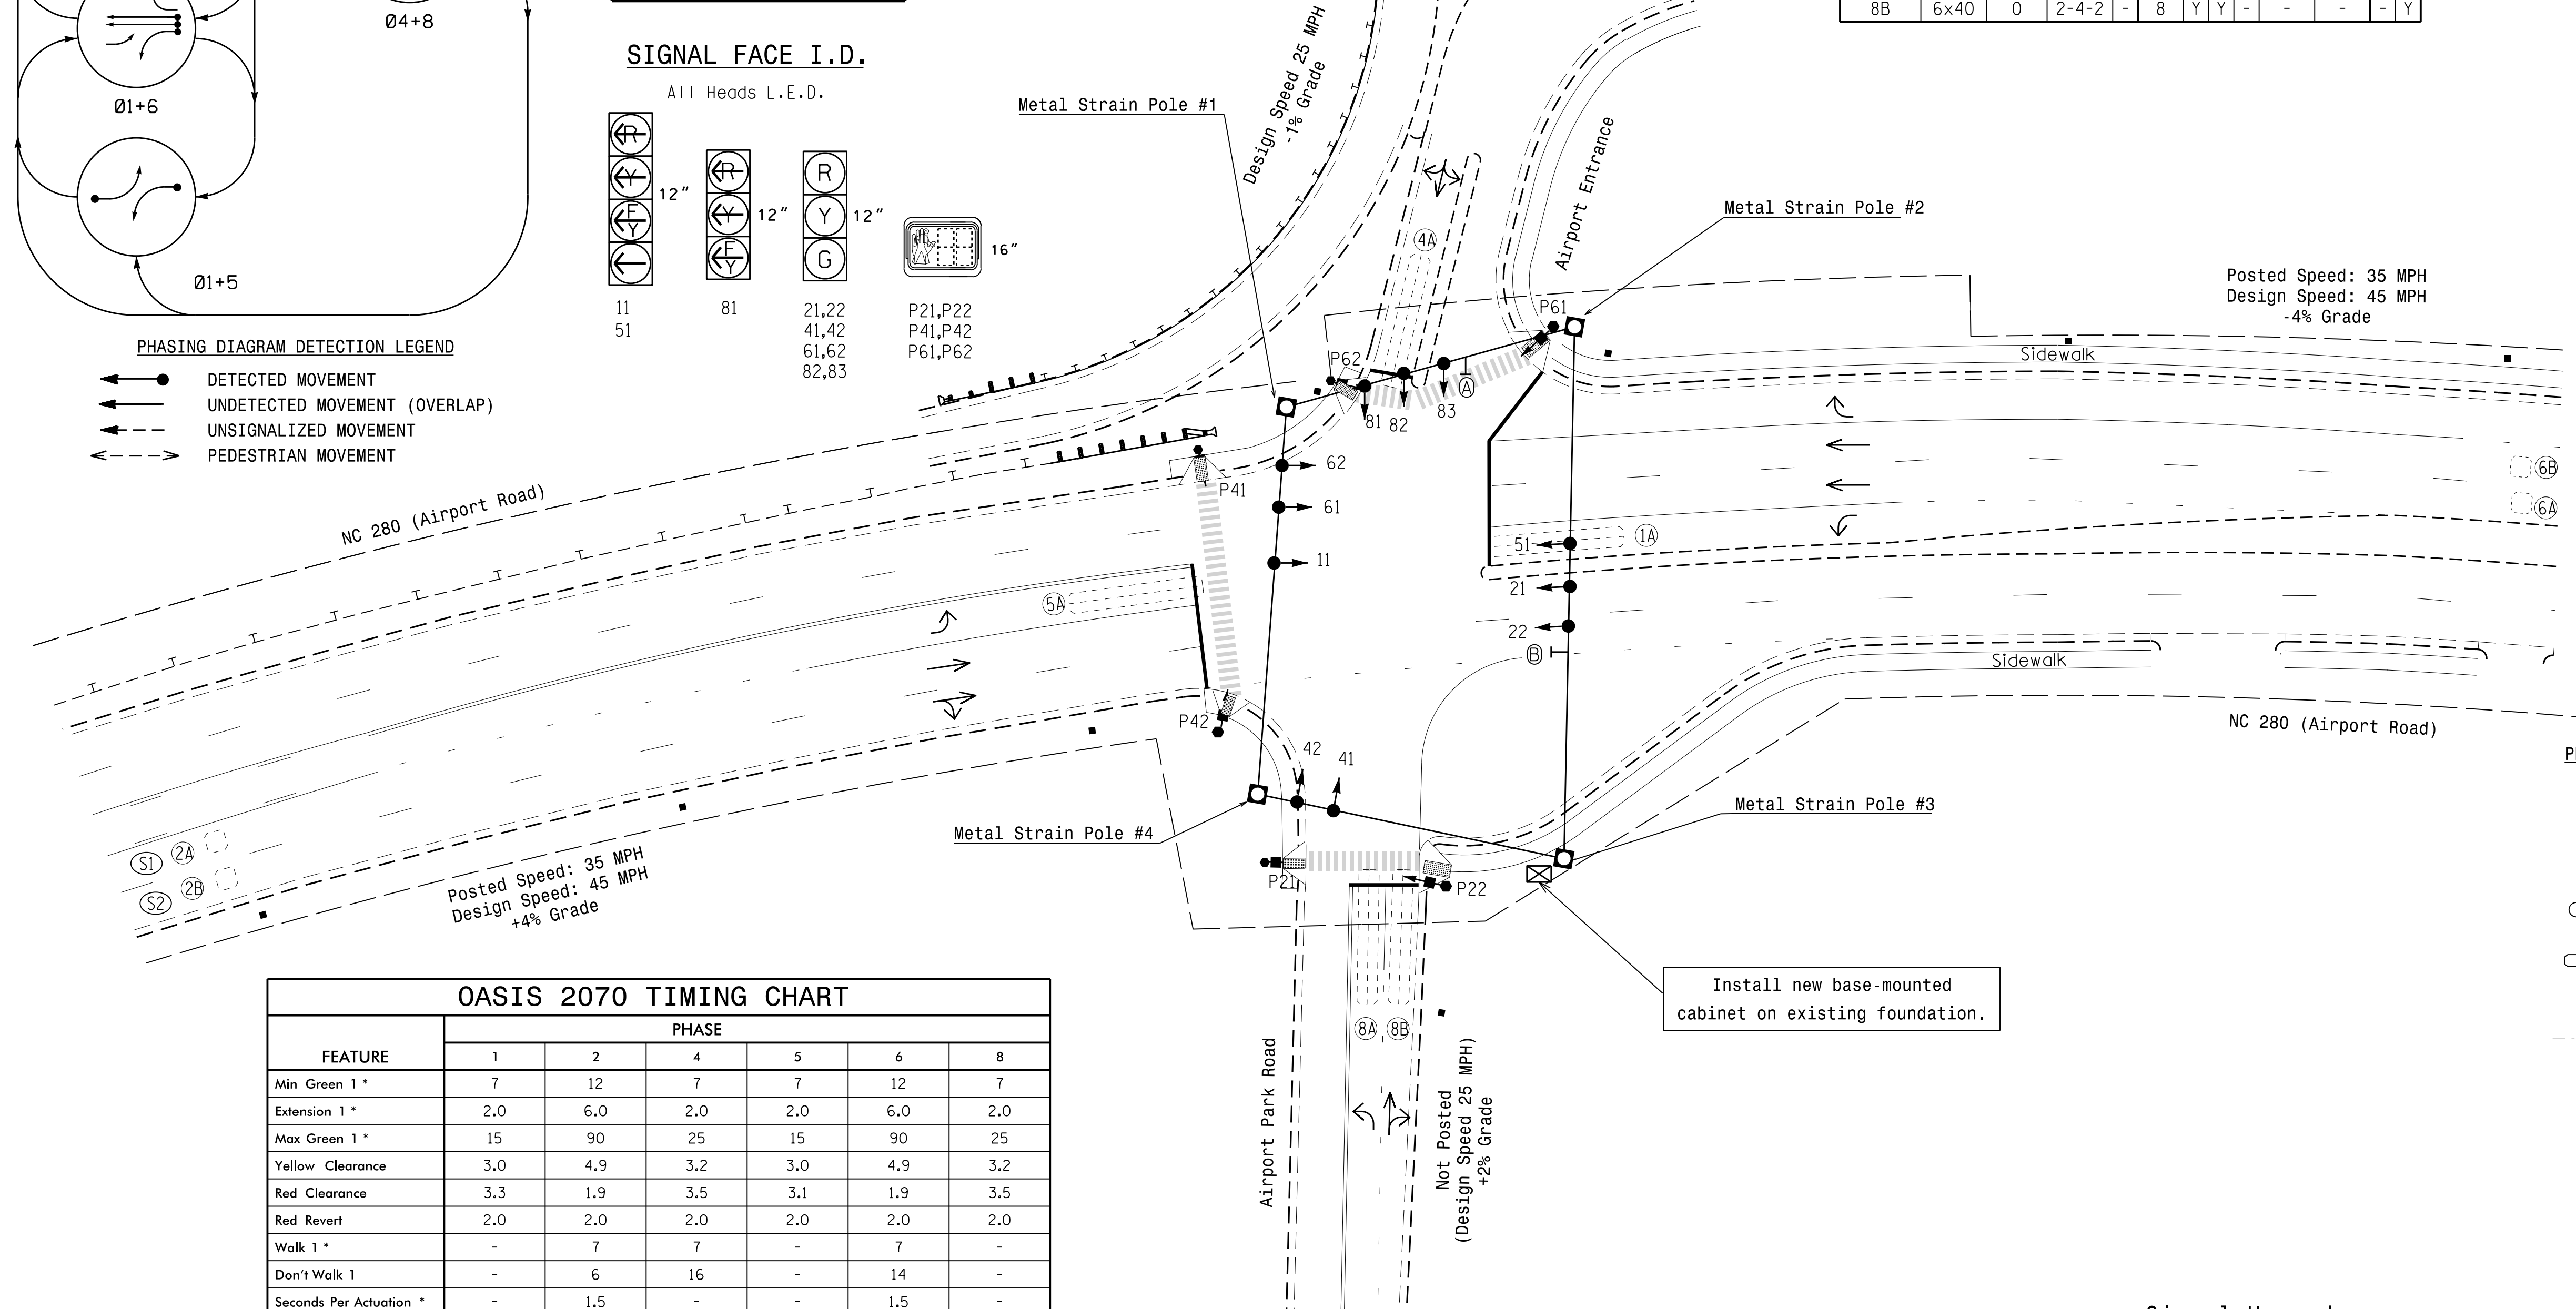 Ø4+8
Ø1+6
Ø1+5
8B 6x40 0 2-4-2 - 8 Y Y - - - - Y
SIGNAL FACE I.D.
All Heads L.E.D.
R
Y
F
Y
12"
R
Y
F
Y
12"
R
Y
G
12"
16"
11
51
81
21,22
41,42
61,62
82,83
P21,P22
P41,P42
P61,P62
PHASING DIAGRAM DETECTION LEGEND
DETECTED MOVEMENT
UNDETECTED MOVEMENT (OVERLAP)
UNSIGNALIZED MOVEMENT
PEDESTRIAN MOVEMENT
Metal Strain Pole #1
Design Speed 25 MPH
-1% Grade
Airport Entrance
Metal Strain Pole #2
4A
P61
P62
A
81
82
83
Posted Speed: 35 MPH
Design Speed: 45 MPH
-4% Grade
Sidewalk
62
61
11
P41
NC 280 (Airport Road)
6B
6A
1A
51
21
22
B
5A
Sidewalk
NC 280 (Airport Road)
P42
42
41
Metal Strain Pole #4
Metal Strain Pole #3
S1
2A
S2
2B
Posted Speed: 35 MPH
Design Speed: 45 MPH
+4% Grade
P21
P22
Install new base-mounted
cabinet on existing foundation.
8A
8B
Airport Park Road
Not Posted
(Design Speed 25 MPH)
+2% Grade
OASIS 2070 TIMING CHART
PHASE
FEATURE 1 2 4 5 6 8
Min Green 1 * 7 12 7 7 12 7
Extension 1 * 2.0 6.0 2.0 2.0 6.0 2.0
Max Green 1 * 15 90 25 15 90 25
Yellow Clearance 3.0 4.9 3.2 3.0 4.9 3.2
Red Clearance 3.3 1.9 3.5 3.1 1.9 3.5
Red Revert 2.0 2.0 2.0 2.0 2.0 2.0
Walk 1 * - 7 7 - 7 -
Don't Walk 1 - 6 16 - 14 -
Seconds Per Actuation * - 1.5 - - 1.5 -